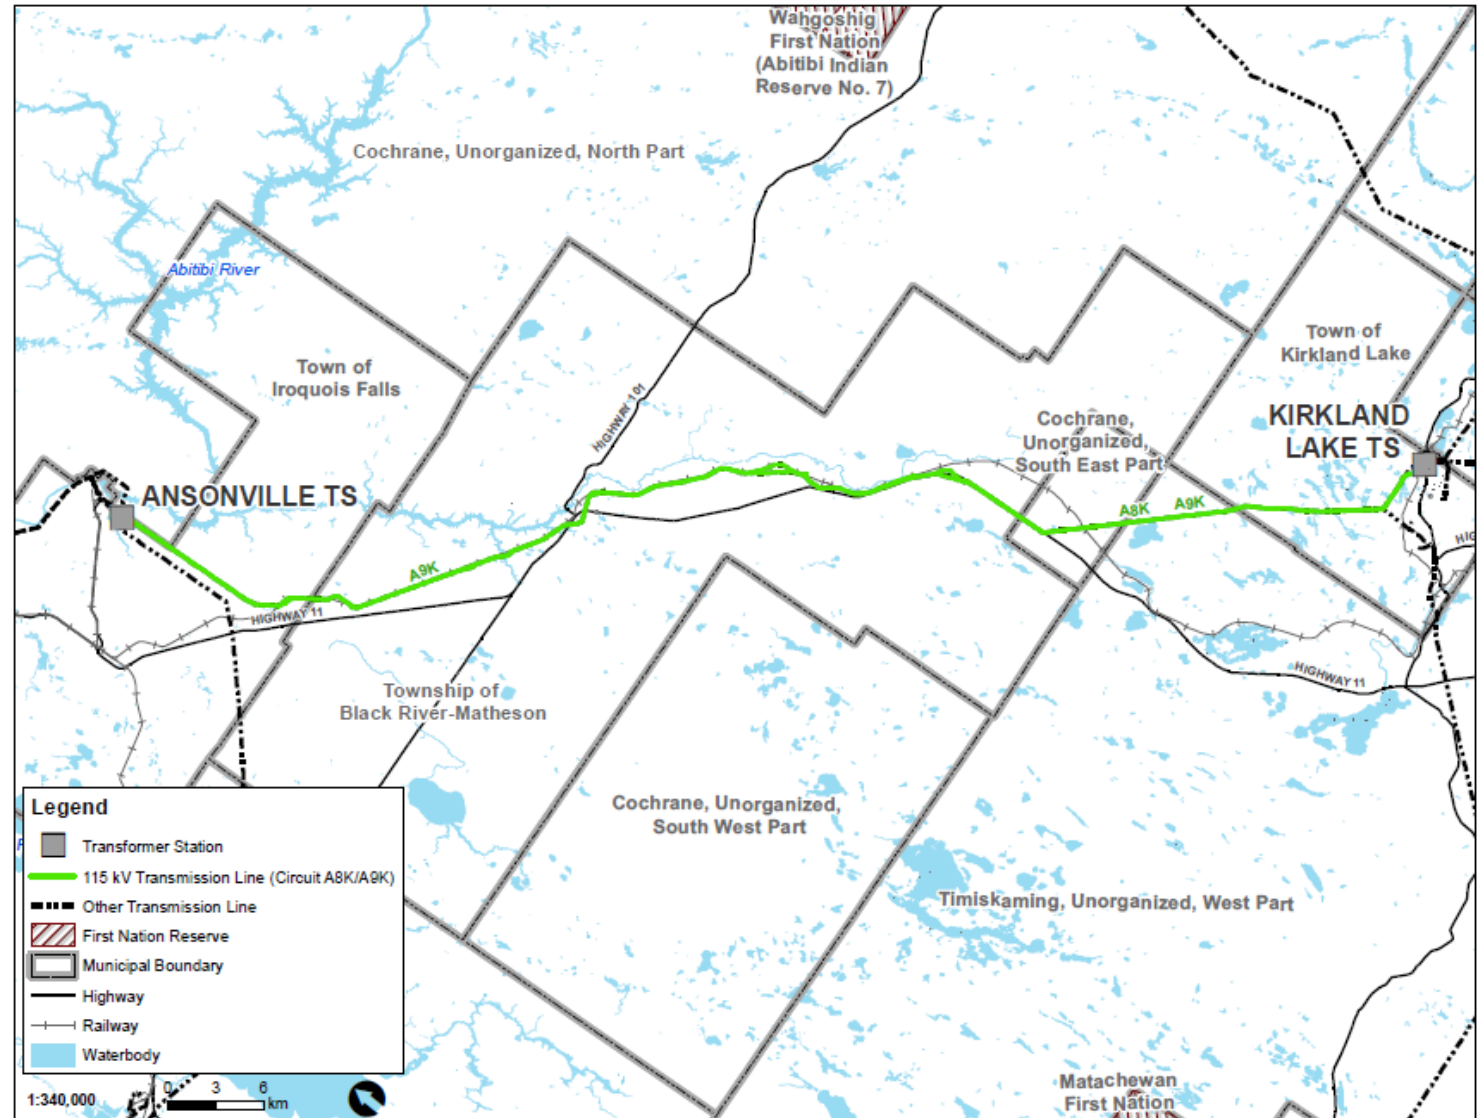 Wahgoshig
First Nation
(Abitibi Indian
Reserve No. 7)
Cochrane, Unorganized, North Part
Abitibi River
Town of
Iroquois Falls
Town of
Kirkland Lake
HIGHWAY 101
Cochrane,
Unorganized,
South East Part
KIRKLAND
LAKE TS
ANSONVILLE TS
A8K
A9K
A9K
HIGHWAY 11
HIGHWAY 11
Township of
Black River-Matheson
Cochrane, Unorganized,
South West Part
Timiskaming, Unorganized, West Part
Matachewan
First Nation
Legend
Transformer Station
115 kV Transmission Line (Circuit A8K/A9K)
Other Transmission Line
First Nation Reserve
Municipal Boundary
Highway
Railway
Waterbody
1:340,000
0 3 6
km